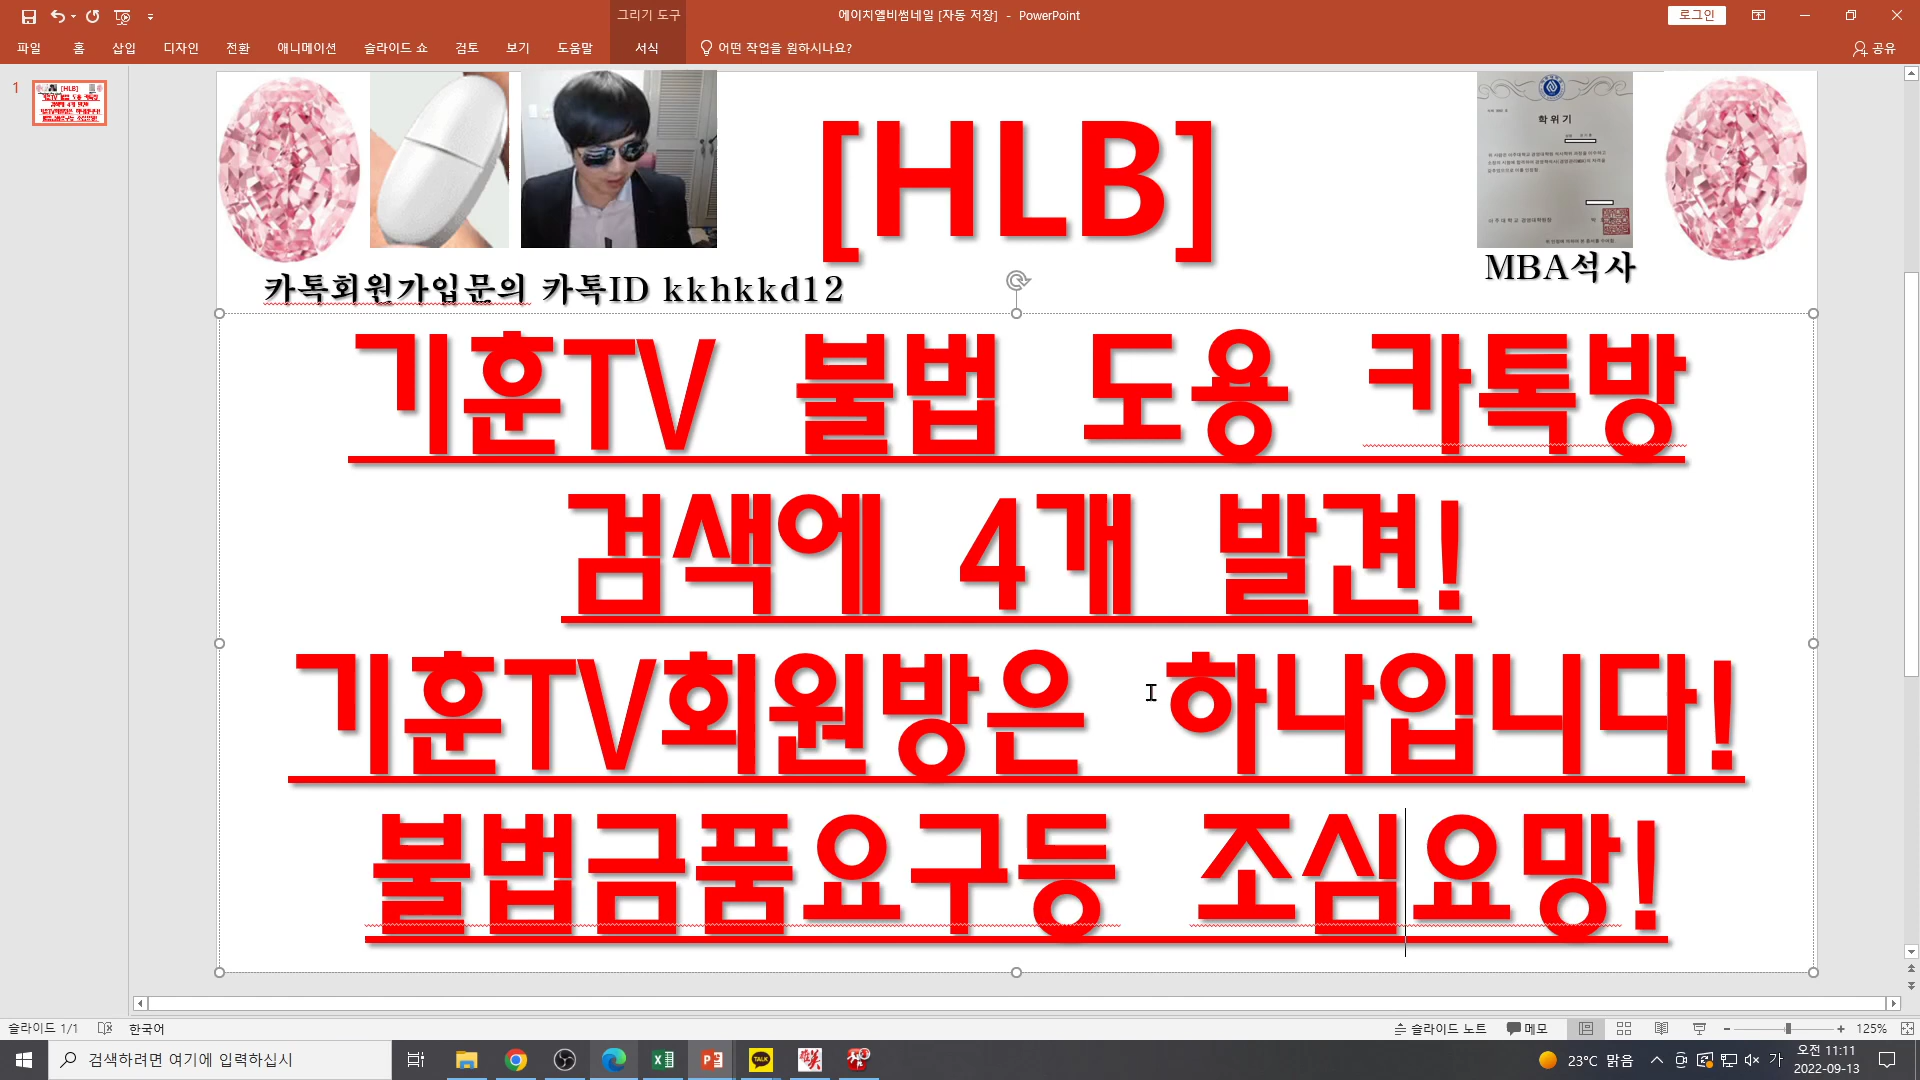 에이치엘비썸네일 [자동 저장] - PowerPoint
그리기 도구
로그인
파일 홈 삽입 디자인 전환 애니메이션 슬라이드 쇼 검토 보기 도움말 서식 어떤 작업을 원하시나요? 공유
1
[HLB]
학 위 기
MBA석사
카톡회원가입문의 카톡ID kkhkkd12
기훈TV 불법 도용 카톡방
검색에 4개 발견!
기훈TV회원방은 하나입니다!
불법금품요구등 조심요망!
슬라이드 1/1 한국어 슬라이드 노트 메모 125%
검색하려면 여기에 입력하십시
TALK
23°C 맑음
가
오전 11:11
2022-09-13